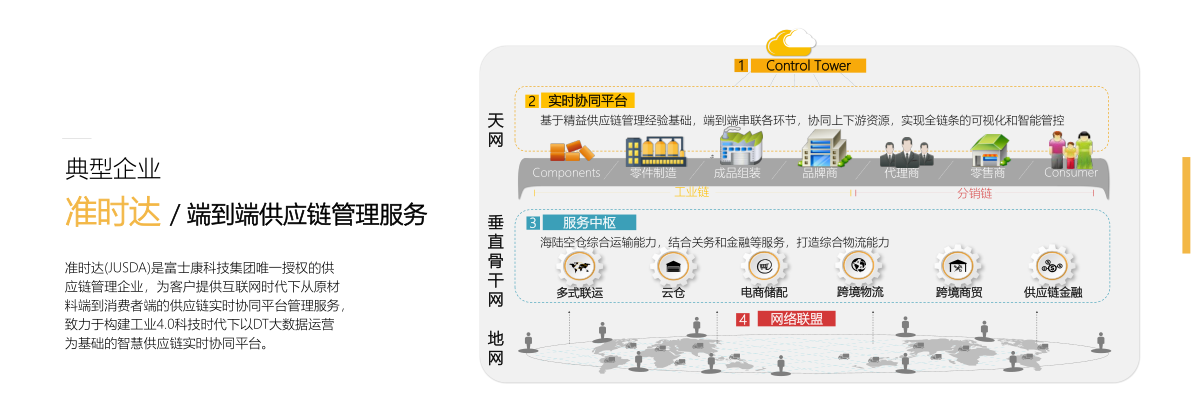 典型企业
准时达 / 端到端供应链管理服务
准时达(JUSDA)是富士康科技集团唯一授权的供
应链管理企业，为客户提供互联网时代下从原材
料端到消费者端的供应链实时协同平台管理服务，
致力于构建工业4.0科技时代下以DT大数据运营
为基础的智慧供应链实时协同平台。
1 Control Tower
天网
2 实时协同平台
基于精益供应链管理经验基础，端到端串联各环节，协同上下游资源，实现全链条的可视化和智能管控
Components 零件制造 成品组装 品牌商 代理商 零售商 Consumer
工业链 分销链
垂直骨干网
3 服务中枢
海陆空仓综合运输能力，结合关务和金融等服务，打造综合物流能力
多式联运 云仓 电商储配 跨境物流 跨境商贸 供应链金融
地网
4 网络联盟